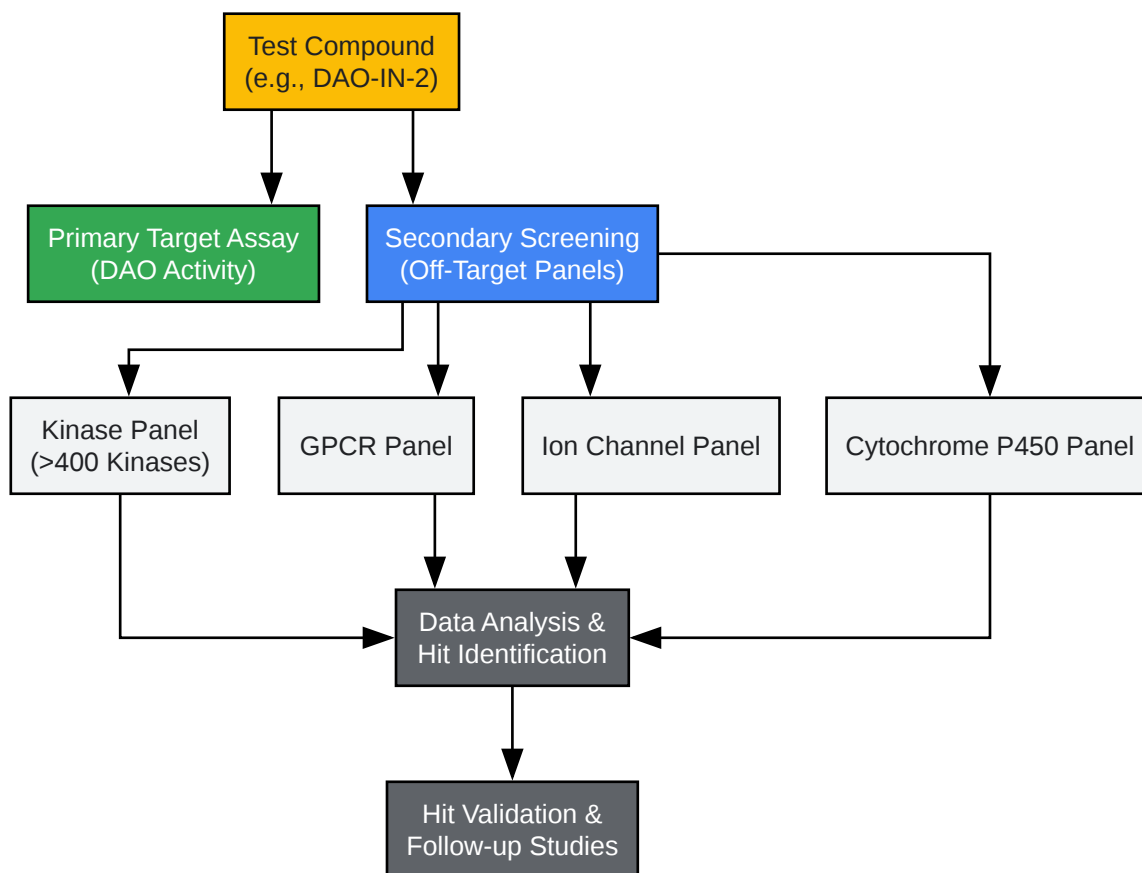 Test Compound
(e.g., DAO-IN-2)
Primary Target Assay
(DAO Activity)
Secondary Screening
(Off-Target Panels)
Kinase Panel
(>400 Kinases)
GPCR Panel
Ion Channel Panel
Cytochrome P450 Panel
Data Analysis &
Hit Identification
Hit Validation &
Follow-up Studies